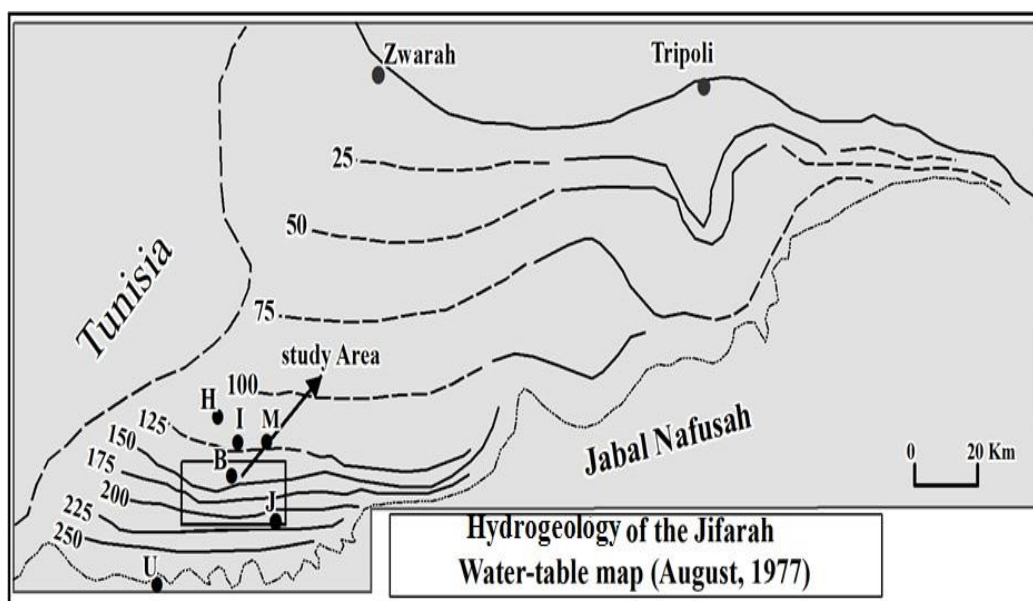 Zwarah
Tripoli
25
50
Tunisia
75
study Area
100
H
125
I
M
150
B
175
200
J
225
250
U
Jabal Nafusah
0 20 Km
Hydrogeology of the Jifarah
Water-table map (August, 1977)